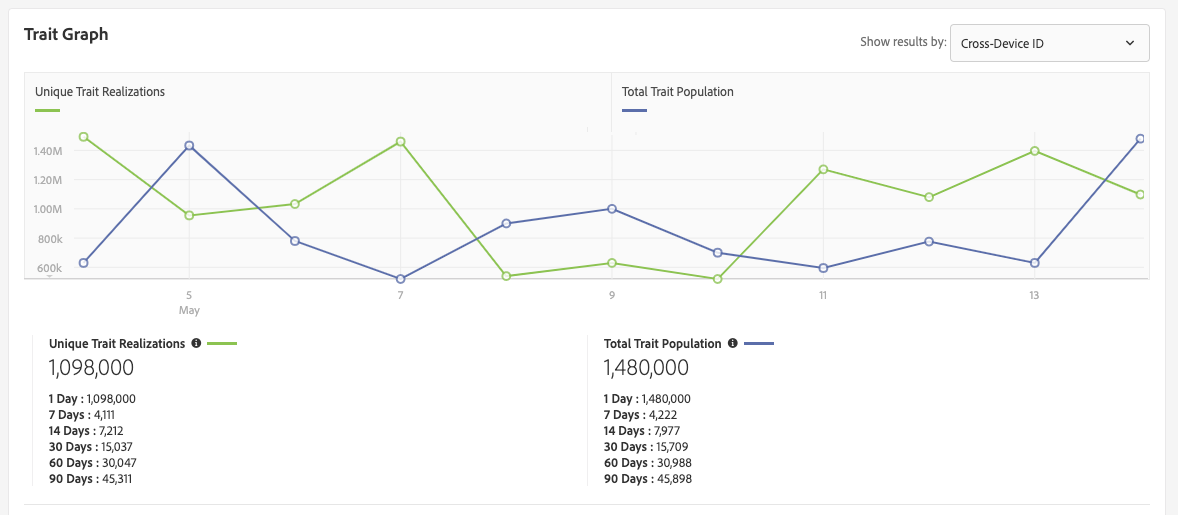 Trait Graph
Show results by: Cross-Device ID
Unique Trait Realizations
Total Trait Population
1.40M
1.20M
1.00M
800k
600k
5 7 9 11 13
May
Unique Trait Realizations
1,098,000
1 Day : 1,098,000
7 Days : 4,111
14 Days : 7,212
30 Days : 15,037
60 Days : 30,047
90 Days : 45,311
Total Trait Population
1,480,000
1 Day : 1,480,000
7 Days : 4,222
14 Days : 7,977
30 Days : 15,709
60 Days : 30,988
90 Days : 45,898